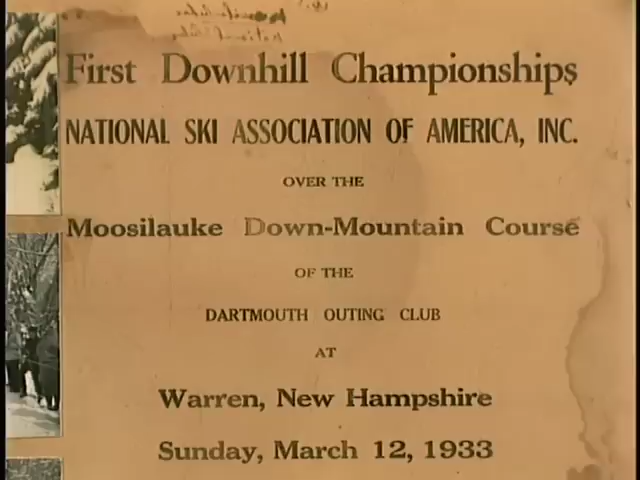 First Downhill Championships
NATIONAL SKI ASSOCIATION OF AMERICA, INC.
OVER THE
Moosilauke Down-Mountain Course
OF THE
DARTMOUTH OUTING CLUB
AT
Warren, New Hampshire
Sunday, March 12, 1933